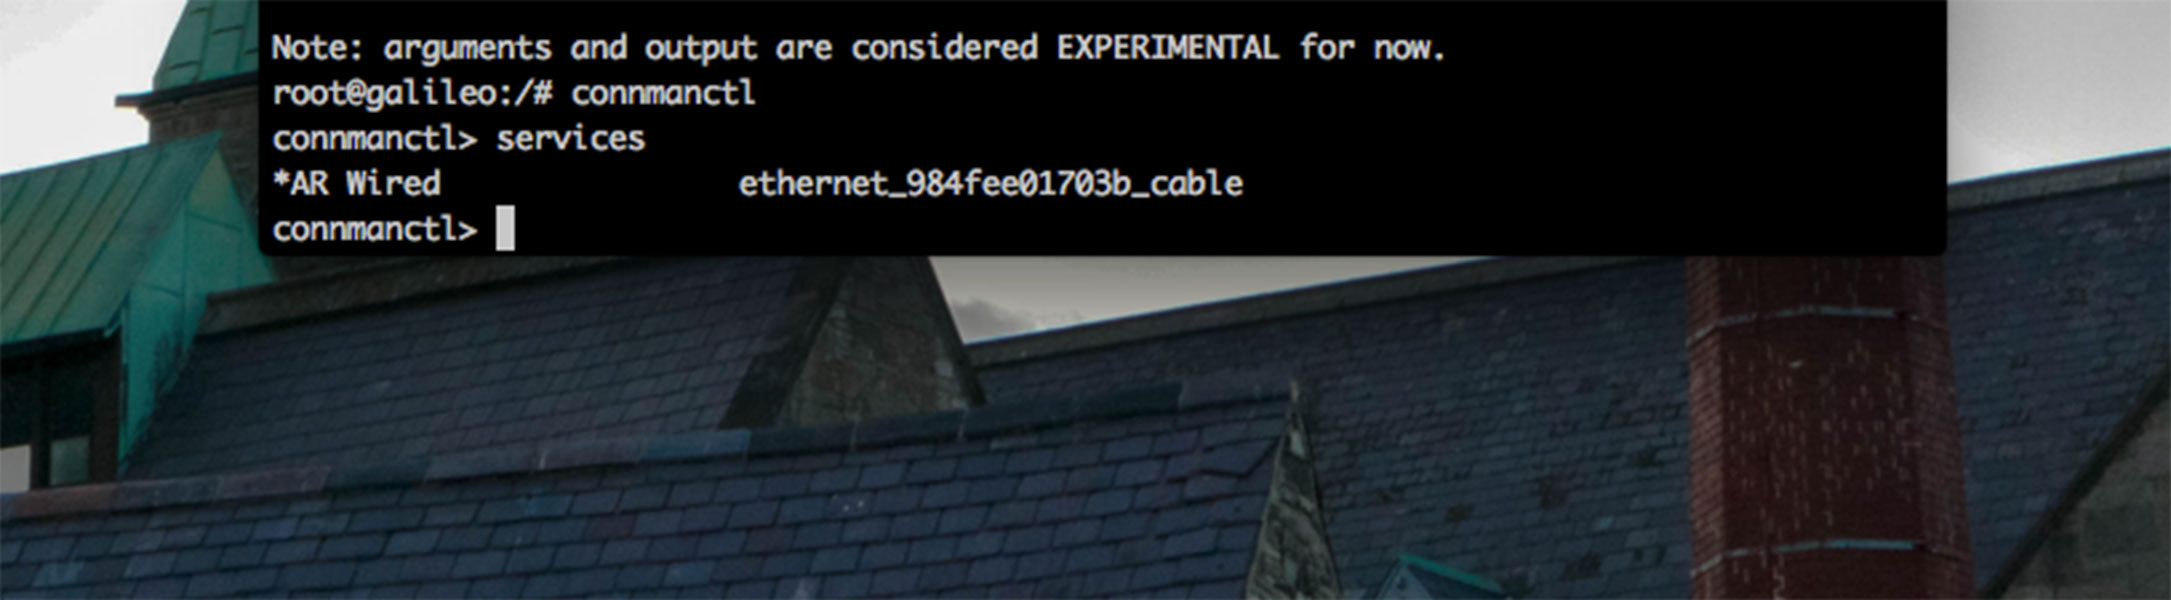 Note: arguments and output are considered EXPERIMENTAL for now.
root@galileo:/# connmanctl
connmanctl> services
*AR Wired                ethernet_984fee01703b_cable
connmanctl>